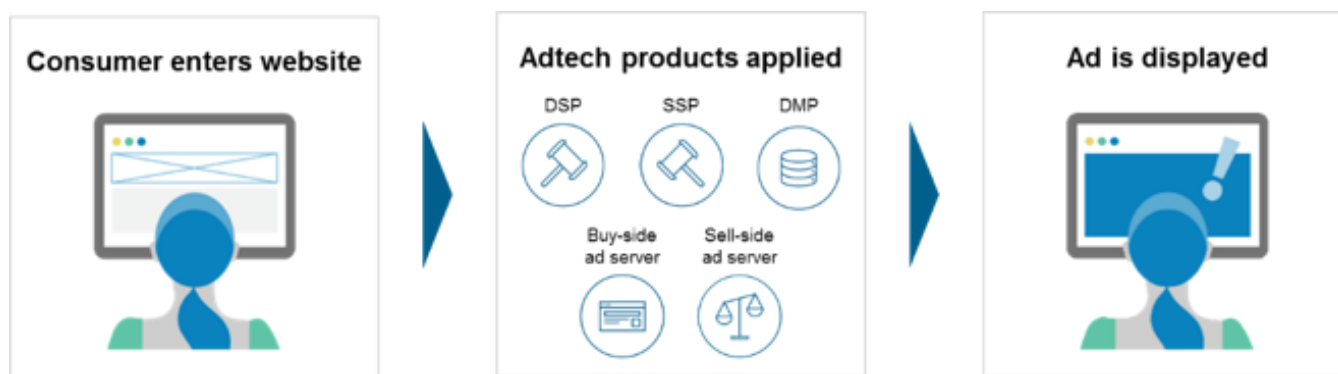 Consumer enters website
Adtech products applied
DSP
SSP
DMP
Buy-side
ad server
Sell-side
ad server
Ad is displayed